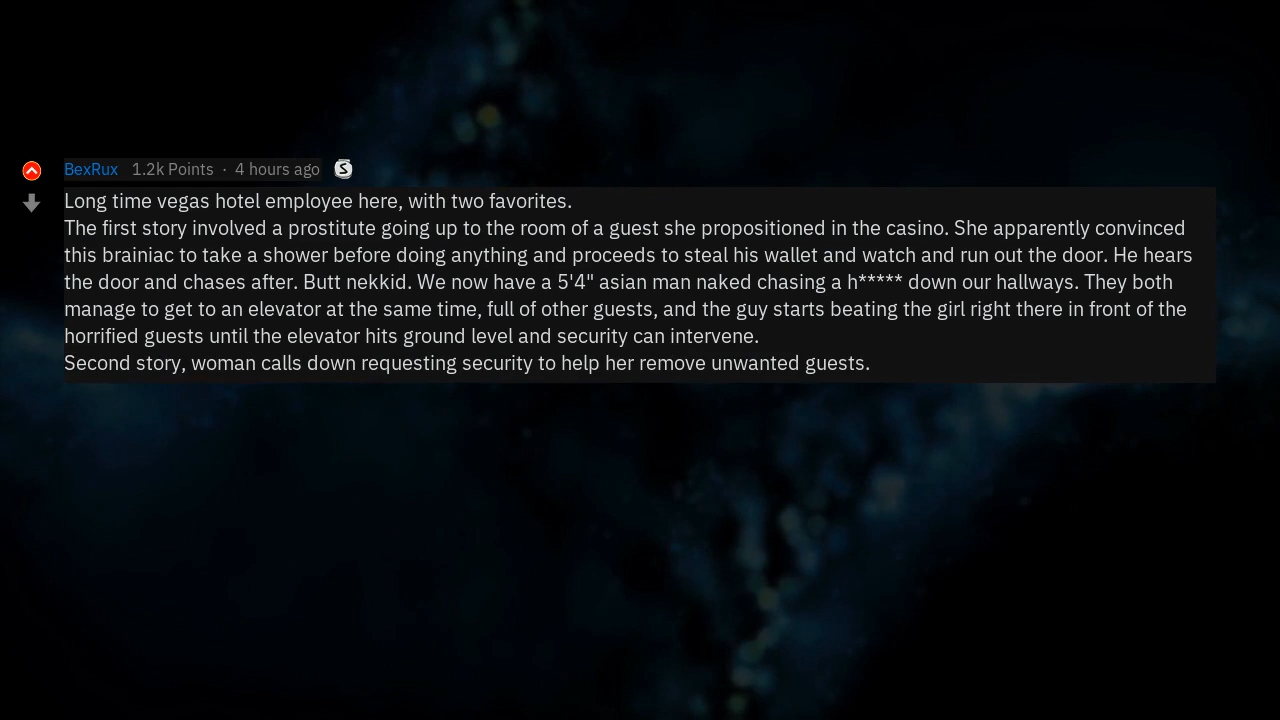 BexRux 1.2k Points · 4 hours ago S
Long time vegas hotel employee here, with two favorites.
The first story involved a prostitute going up to the room of a guest she propositioned in the casino. She apparently convinced
this brainiac to take a shower before doing anything and proceeds to steal his wallet and watch and run out the door. He hears
the door and chases after. Butt nekkid. We now have a 5'4" asian man naked chasing a h***** down our hallways. They both
manage to get to an elevator at the same time, full of other guests, and the guy starts beating the girl right there in front of the
horrified guests until the elevator hits ground level and security can intervene.
Second story, woman calls down requesting security to help her remove unwanted guests.